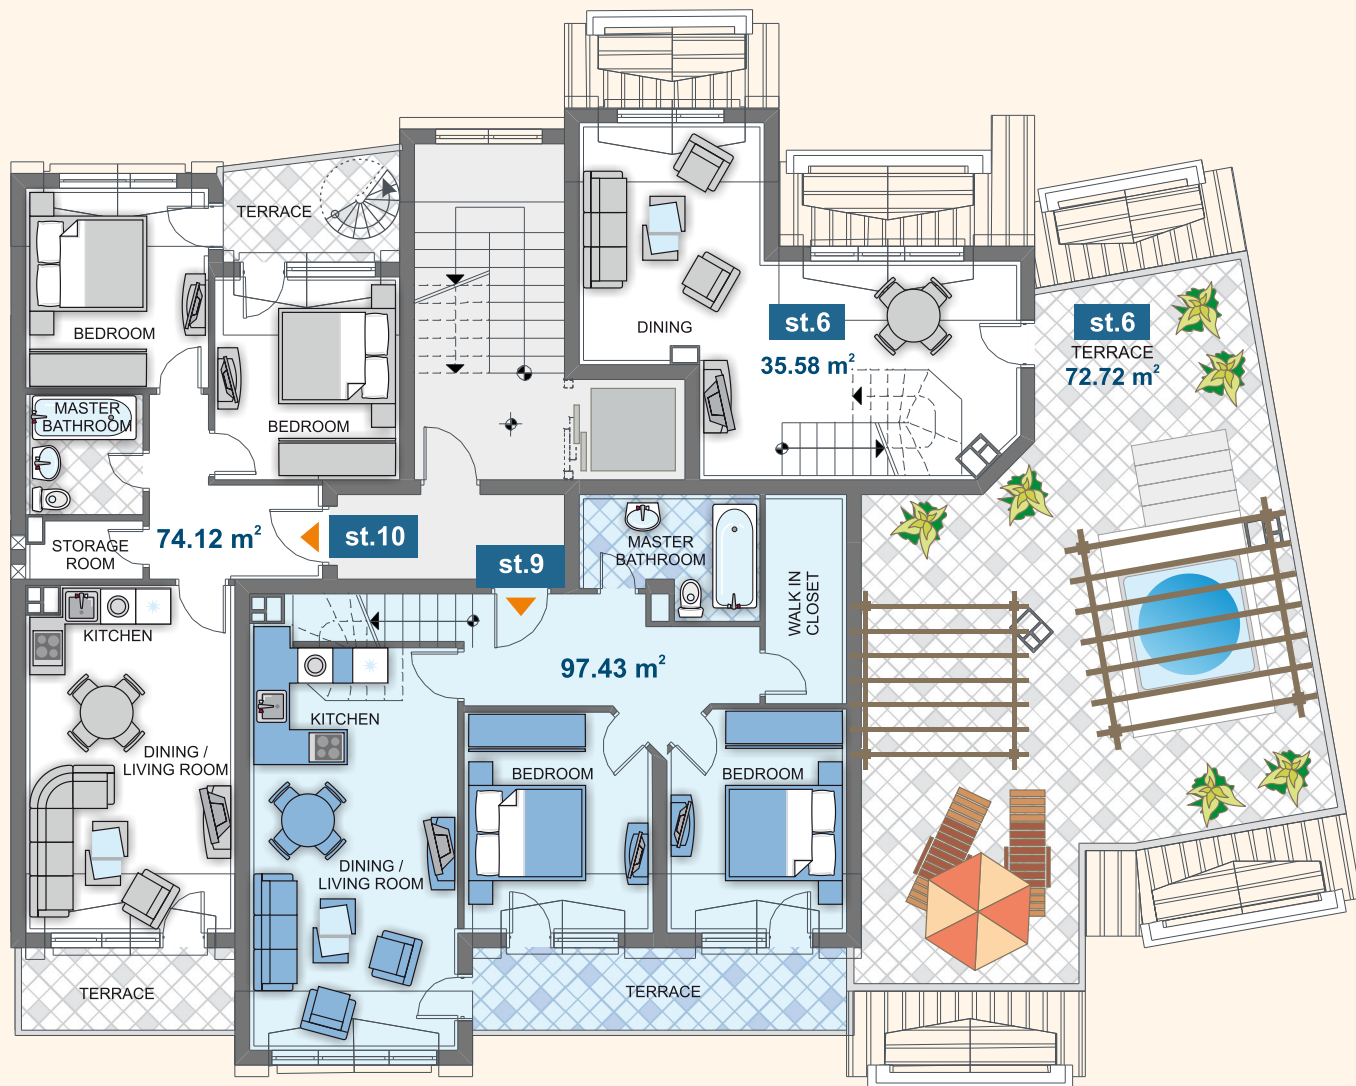 TERRACE
BEDROOM
BEDROOM
MASTER
BATHROOM
STORAGE
ROOM
74.12 m²
st.10
KITCHEN
DINING /
LIVING ROOM
TERRACE
DINING
st.6
35.58 m²
st.6
TERRACE
72.72 m²
st.9
MASTER
BATHROOM
WALK IN
CLOSET
97.43 m²
KITCHEN
BEDROOM
BEDROOM
DINING /
LIVING ROOM
TERRACE